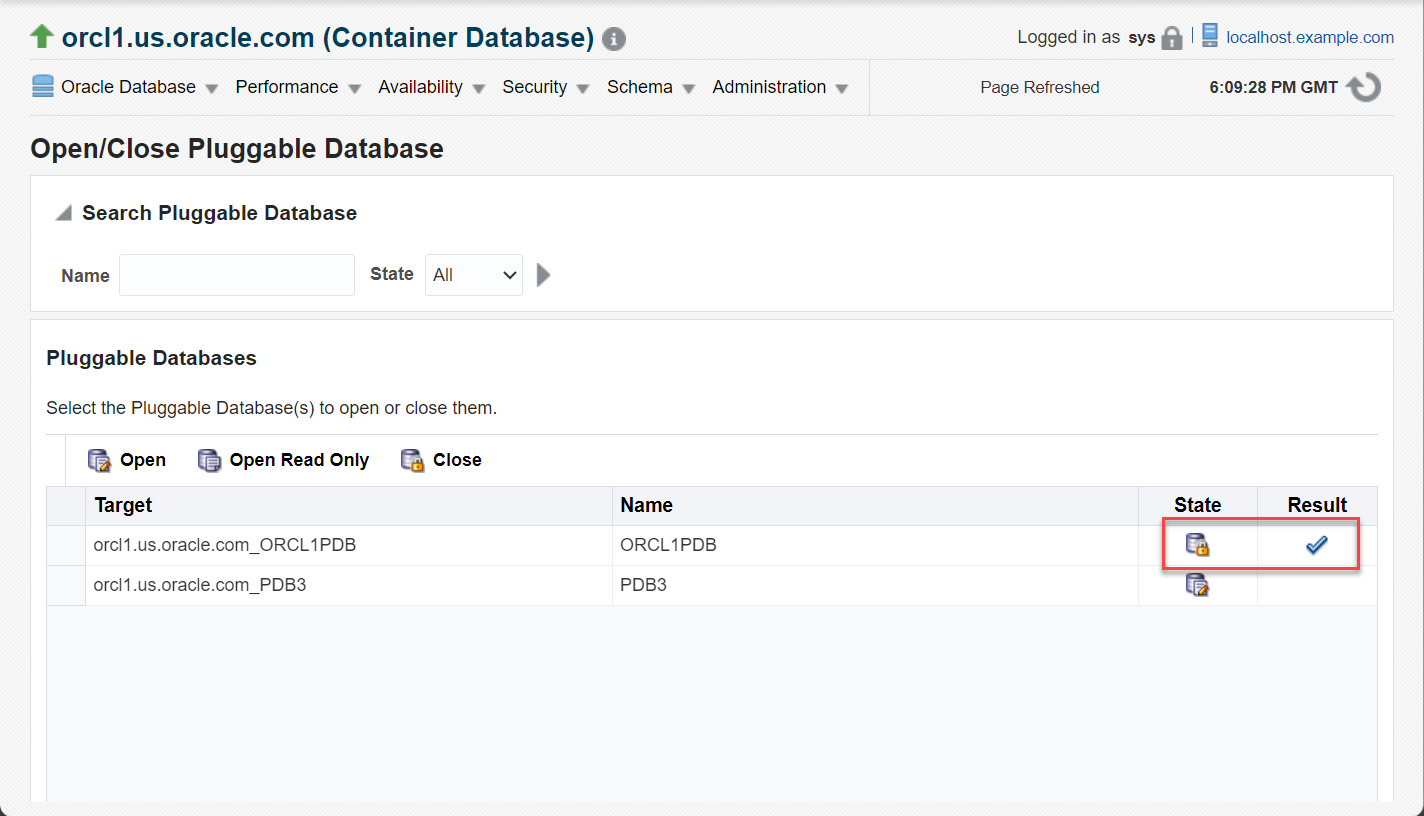 orcl1.us.oracle.com (Container Database)
Logged in as sys
localhost.example.com
Oracle Database Performance Availability Security Schema Administration
Page Refreshed 6:09:28 PM GMT
Open/Close Pluggable Database
Search Pluggable Database
Name
State All
Pluggable Databases
Select the Pluggable Database(s) to open or close them.
Open Open Read Only Close
Target Name State Result
orcl1.us.oracle.com_ORCL1PDB ORCL1PDB
orcl1.us.oracle.com_PDB3 PDB3